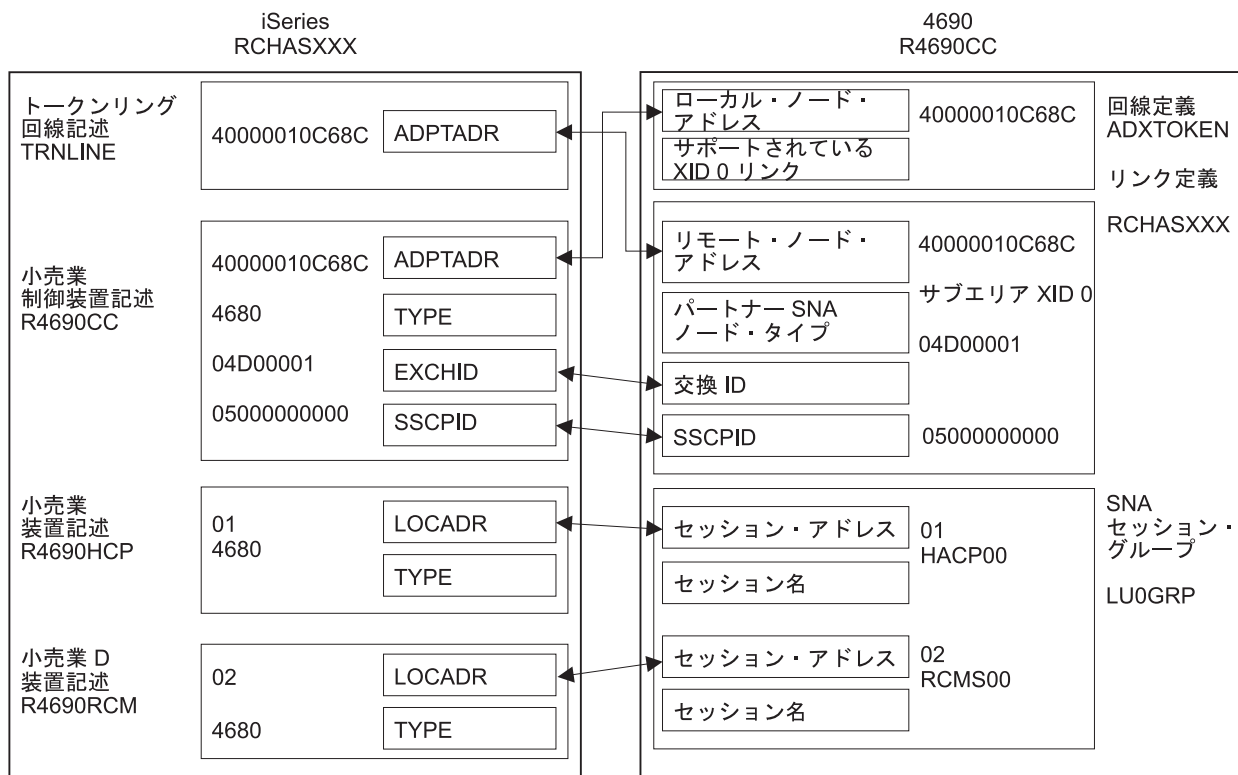 iSeries
RCHASXXX
トークンリング
回線記述
TRNLINE
40000010C68C
ADPTADR
小売業
制御装置記述
R4690CC
40000010C68C
ADPTADR
4680
TYPE
04D00001
EXCHID
05000000000
SSCPID
小売業
装置記述
R4690HCP
01
4680
LOCADR
TYPE
小売業 D
装置記述
R4690RCM
02
LOCADR
4680
TYPE
4690
R4690CC
ローカル・ノード・
アドレス
40000010C68C
サポートされている
XID 0 リンク
回線定義
ADXTOKEN
リンク定義
RCHASXXX
リモート・ノード・
アドレス
40000010C68C
サブエリア XID 0
パートナー SNA
ノード・タイプ
04D00001
交換 ID
SSCPID
05000000000
セッション・アドレス
01
HACP00
セッション名
SNA
セッション・
グループ
LU0GRP
セッション・アドレス
02
RCMS00
セッション名